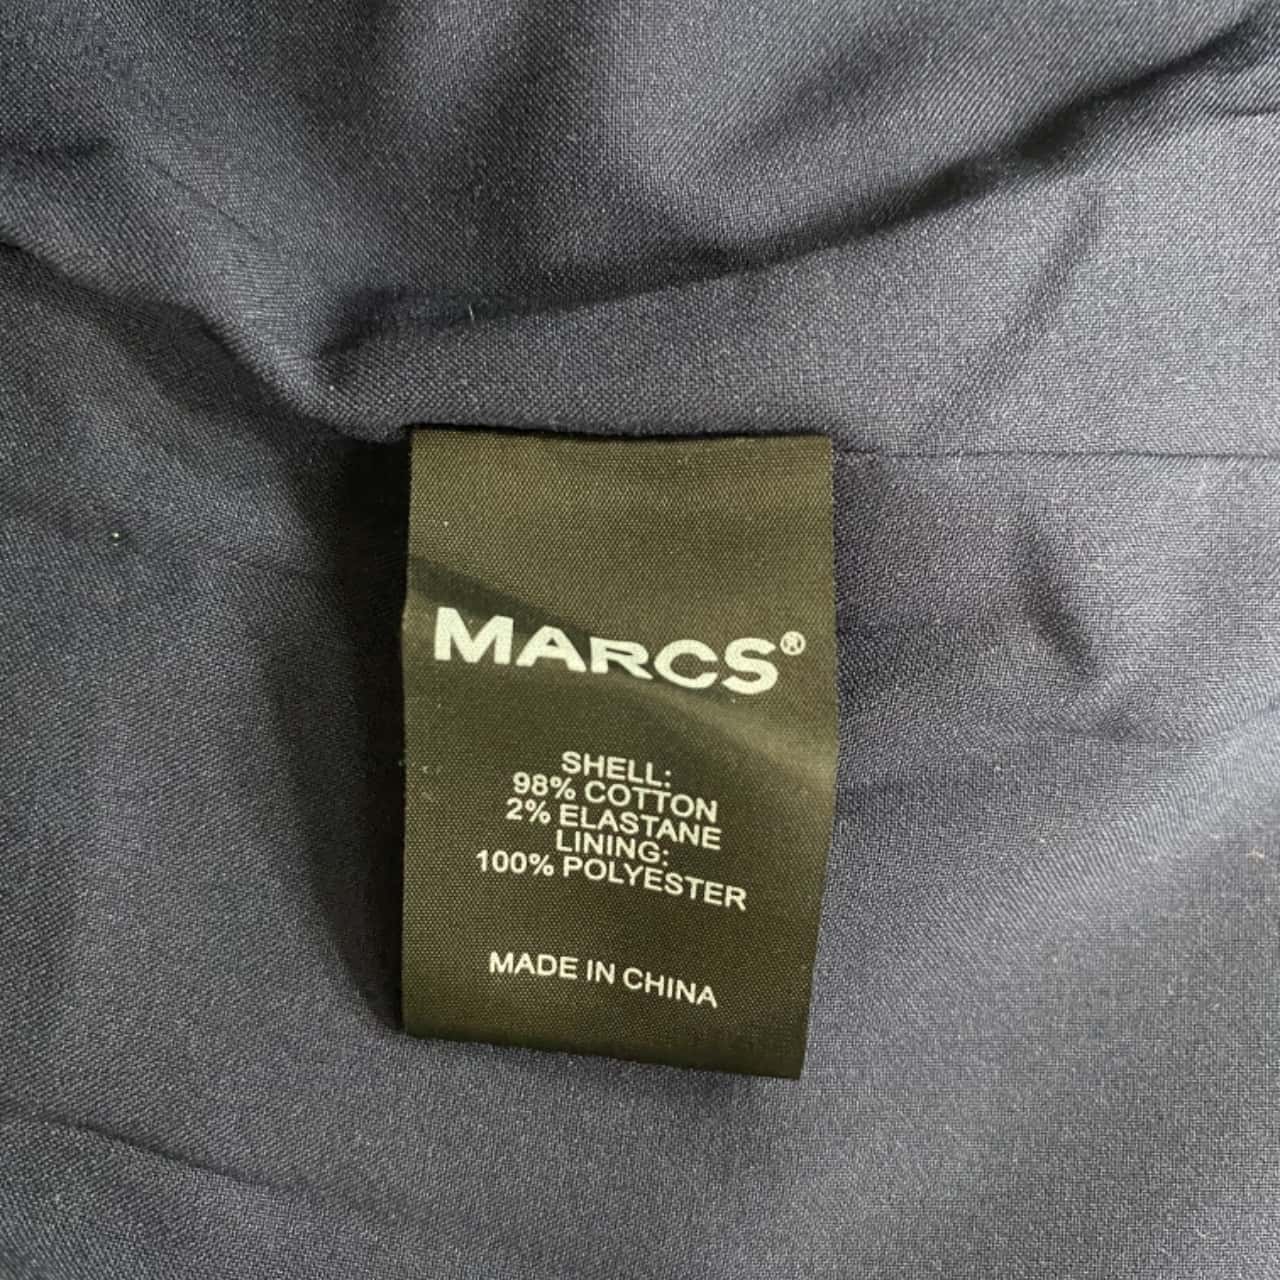 MARCS®
SHELL:
98% COTTON
2% ELASTANE
LINING:
100% POLYESTER
MADE IN CHINA